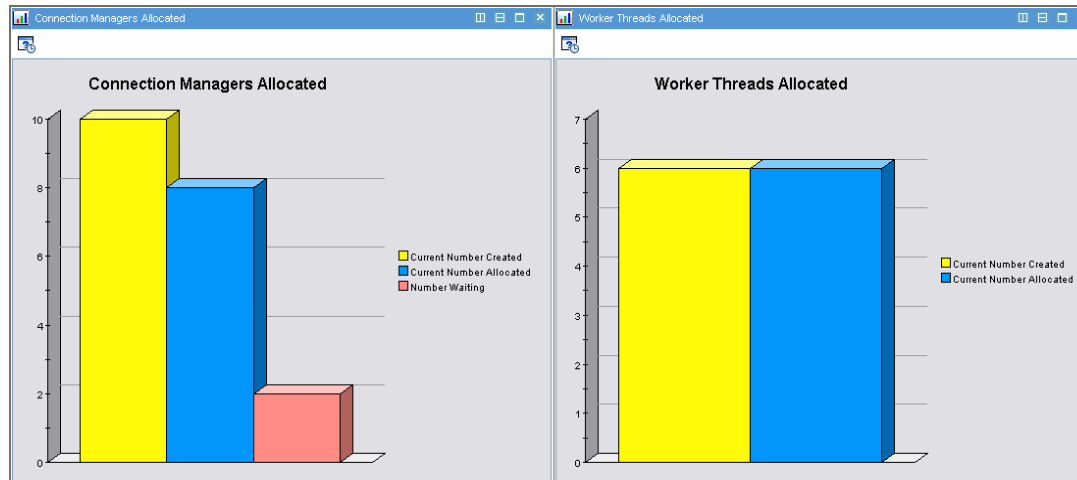 Connection Managers Allocated
Connection Managers Allocated
10
8
6
4
2
0
Current Number Created
Current Number Allocated
Number Waiting
Worker Threads Allocated
Worker Threads Allocated
7
6
5
4
3
2
1
0
Current Number Created
Current Number Allocated